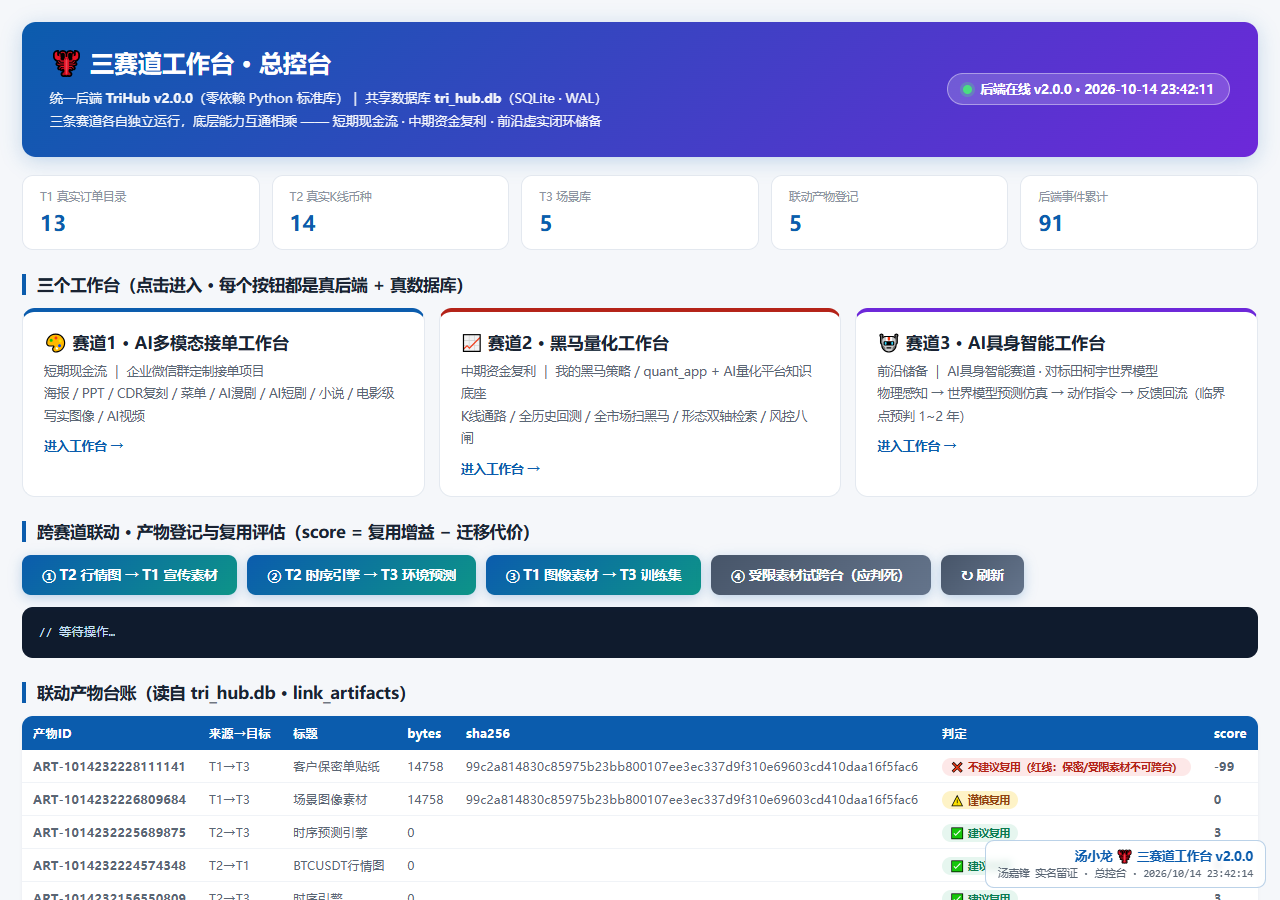 三赛道工作台 · 总控台
统一后端 TriHub v2.0.0（零依赖 Python 标准库） | 共享数据库 tri_hub.db（SQLite · WAL）
三条赛道各自独立运行，底层能力互通相乘 —— 短期现金流 · 中期资金复利 · 前沿虚实闭环储备
后端在线 v2.0.0 • 2026-10-14 23:42:11
T1 真实订单目录
13
T2 真实K线币种
14
T3 场景库
5
联动产物登记
5
后端事件累计
91
三个工作台（点击进入 • 每个按钮都是真后端 + 真数据库）
赛道1 · AI多模态接单工作台
短期现金流 | 企业微信群定制接单项目
海报 / PPT / CDR复刻 / 菜单 / AI漫剧 / AI短剧 / 小说 / 电影级
写实图像 / AI视频
进入工作台 →
赛道2 · 黑马量化工作台
中期资金复利 | 我的黑马策略 / quant_app + AI量化平台知识
底座
K线通路 / 全历史回测 / 全市场扫黑马 / 形态双轴检索 / 风控八
闸
进入工作台 →
赛道3 · AI具身智能工作台
前沿储备 | AI具身智能赛道 · 对标田柯宇世界模型
物理感知 → 世界模型预测仿真 → 动作指令 → 反馈回流（临界
点预判 1~2 年）
进入工作台 →
跨赛道联动 • 产物登记与复用评估（score = 复用增益 − 迁移代价）
① T2 行情图 → T1 宣传素材
② T2 时序引擎 → T3 环境预测
③ T1 图像素材 → T3 训练集
④ 受限素材试跨台（应判死）
↻ 刷新
// 等待操作…
联动产物台账（读自 tri_hub.db • link_artifacts）
产物ID 来源→目标 标题 bytes sha256 判定 score
ART-1014232228111141 T1→T3 客户保密单贴纸 14758 99c2a814830c85975b23bb800107ee3ec337d9f310e69603cd410daa16f5fac6 ❌ 不建议复用（红线：保密/受限素材不可跨台） -99
ART-1014232226809684 T1→T3 场景图像素材 14758 99c2a814830c85975b23bb800107ee3ec337d9f310e69603cd410daa16f5fac6 ⚠ 谨慎复用 0
ART-1014232225689875 T2→T3 时序预测引擎 0 ✅ 建议复用 3
ART-1014232224574348 T2→T1 BTCUSDT行情图 0 ✅ 建议
ART-1014232156550809 T2→T3 时序引擎 0 ✅ 建议复用 3
汤小龙 🦞 三赛道工作台 v2.0.0
汤嘉锋 实名留证 · 总控台 · 2026/10/14 23:42:14